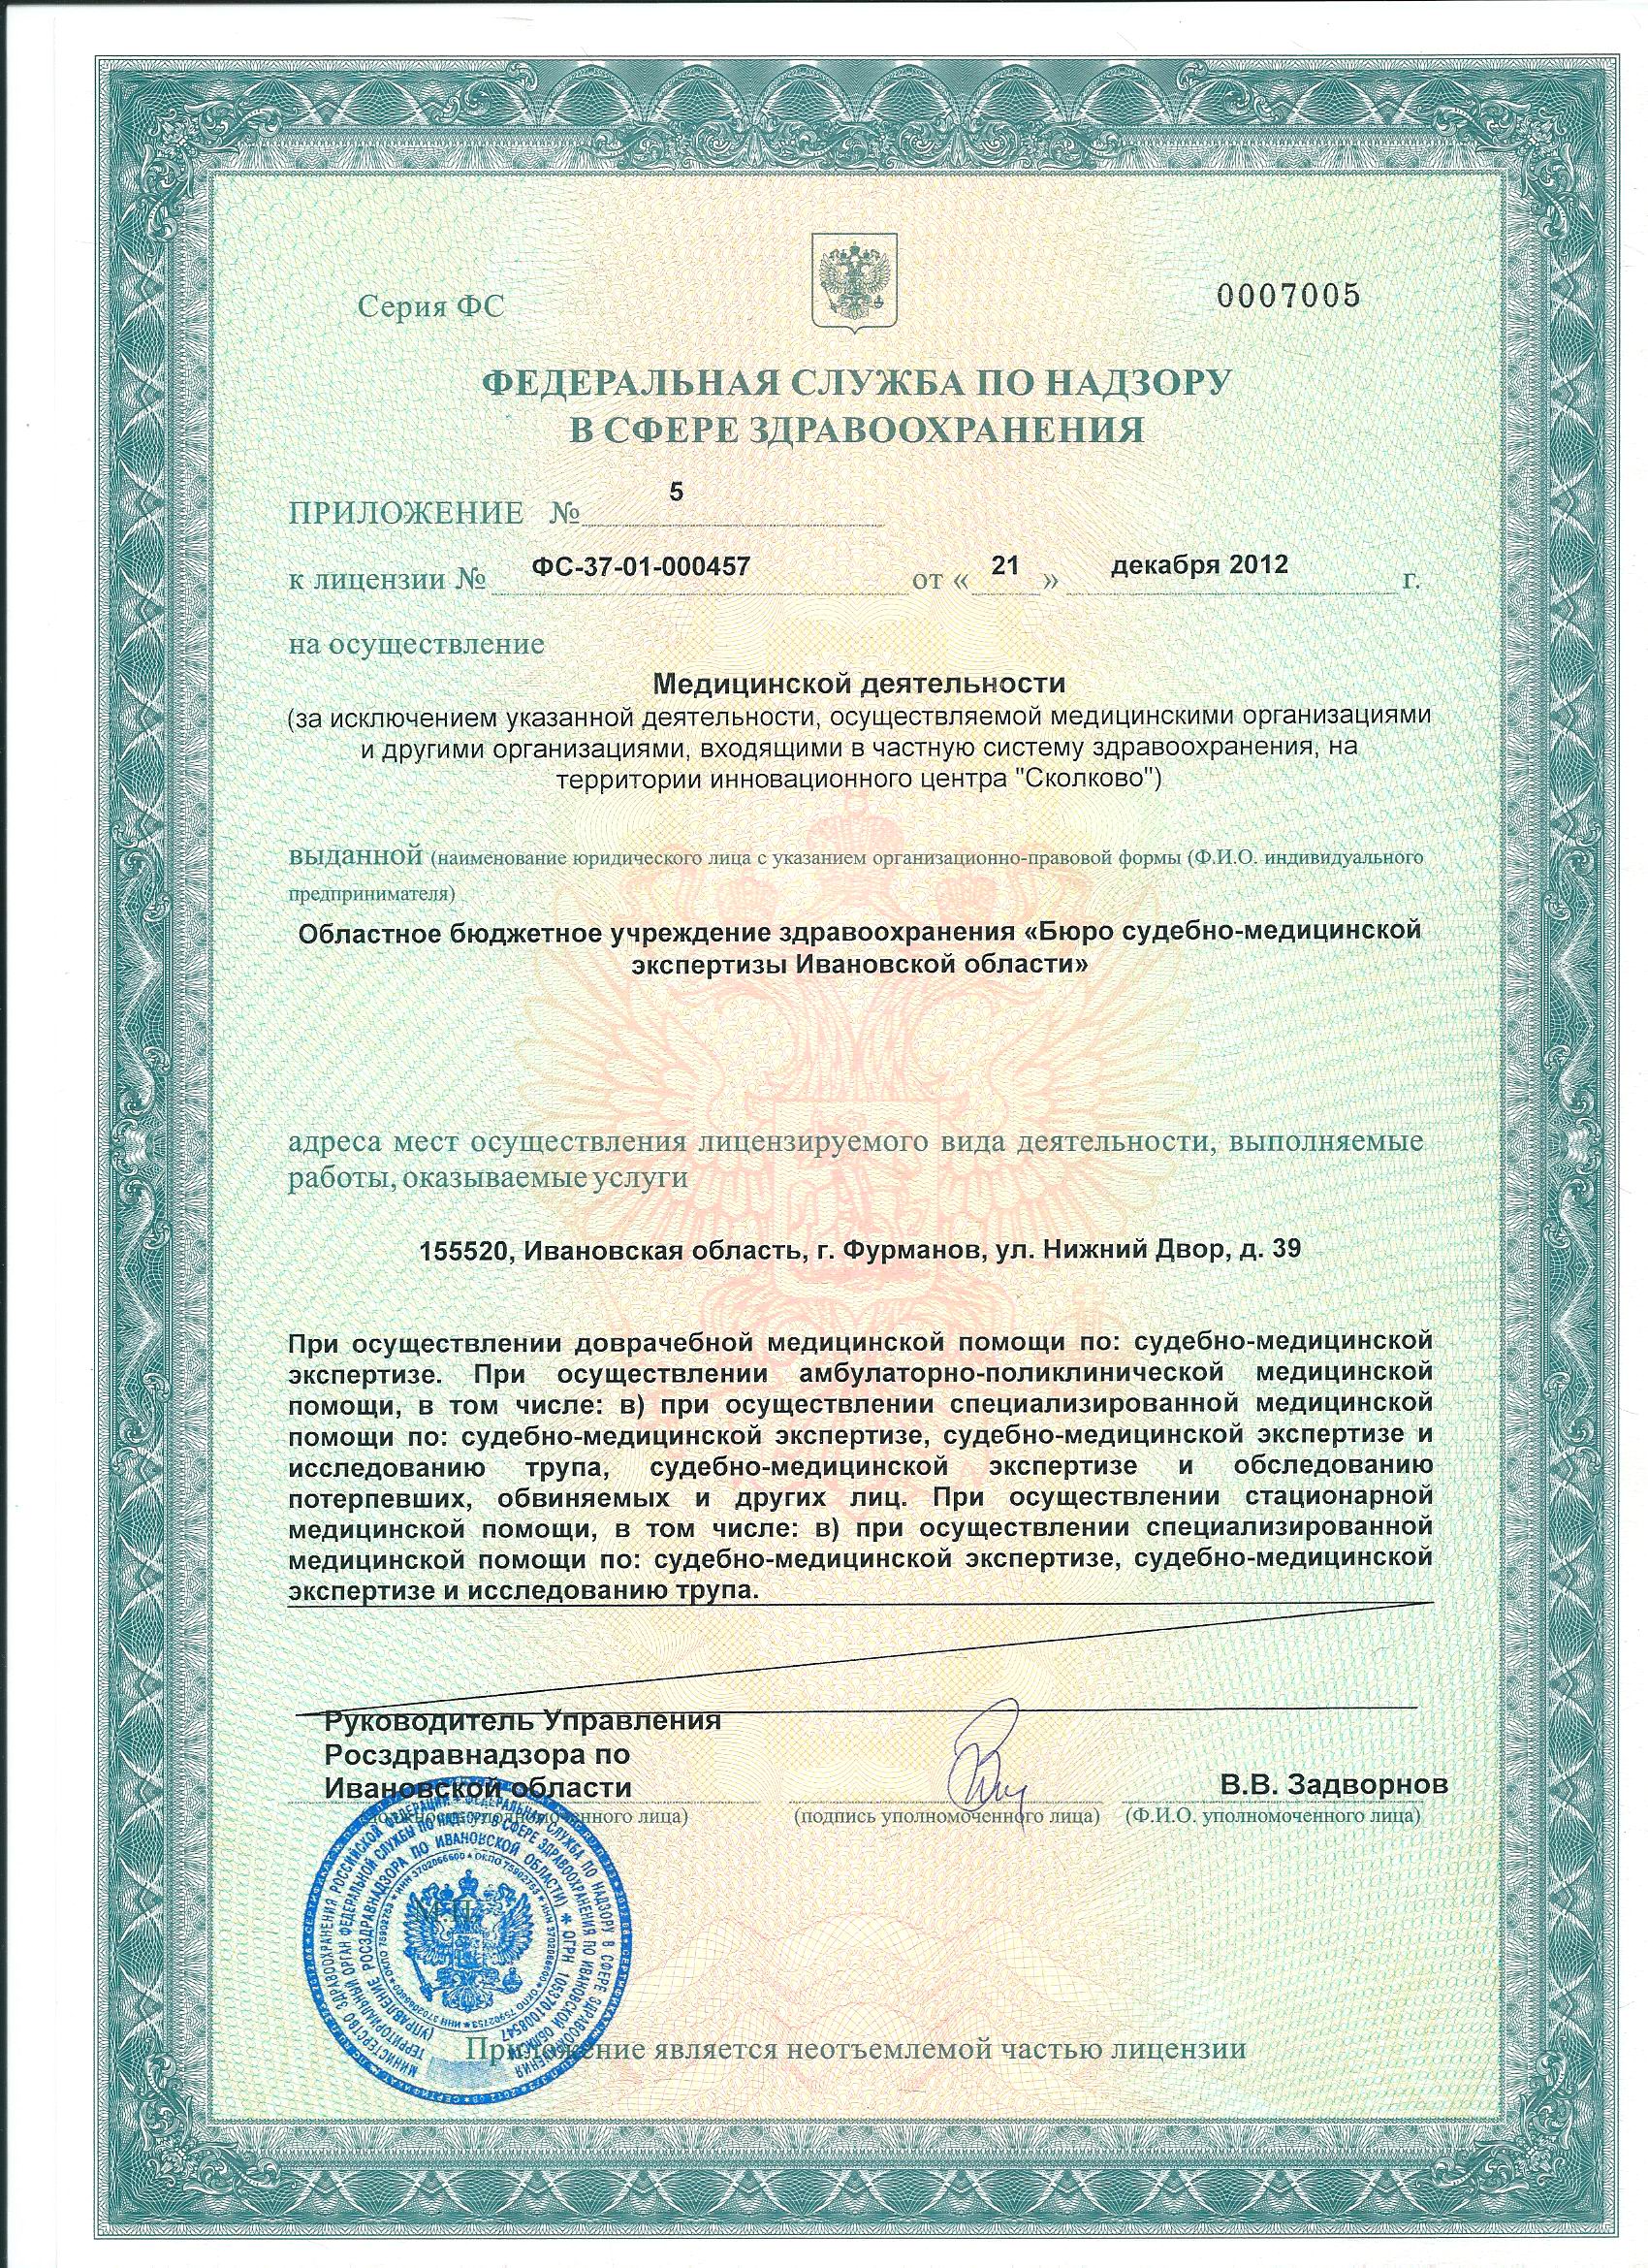 Серия ФС
0007005
ФЕДЕРАЛЬНАЯ СЛУЖБА ПО НАДЗОРУ
В СФЕРЕ ЗДРАВООХРАНЕНИЯ
ПРИЛОЖЕНИЕ № 5
к лицензии № ФС-37-01-000457 от « 21 » декабря 2012 г.
на осуществление
Медицинской деятельности
(за исключением указанной деятельности, осуществляемой медицинскими организациями
и другими организациями, входящими в частную систему здравоохранения, на
территории инновационного центра "Сколково")
выданной (наименование юридического лица с указанием организационно-правовой формы (Ф.И.О. индивидуального
предпринимателя)
Областное бюджетное учреждение здравоохранения «Бюро судебно-медицинской
экспертизы Ивановской области»
адреса мест осуществления лицензируемого вида деятельности, выполняемые
работы, оказываемые услуги
155520, Ивановская область, г. Фурманов, ул. Нижний Двор, д. 39
При осуществлении доврачебной медицинской помощи по: судебно-медицинской
экспертизе. При осуществлении амбулаторно-поликлинической медицинской
помощи, в том числе: в) при осуществлении специализированной медицинской
помощи по: судебно-медицинской экспертизе, судебно-медицинской экспертизе и
исследованию трупа, судебно-медицинской экспертизе и обследованию
потерпевших, обвиняемых и других лиц. При осуществлении стационарной
медицинской помощи, в том числе: в) при осуществлении специализированной
медицинской помощи по: судебно-медицинской экспертизе, судебно-медицинской
экспертизе и исследованию трупа.
Руководитель Управления
Росздравнадзора по
Ивановской области
В.В. Задворнов
(должность уполномоченного лица) (подпись уполномоченного лица) (Ф.И.О. уполномоченного лица)
МИНИСТЕРСТВО ЗДРАВООХРАНЕНИЯ РОССИЙСКОЙ ФЕДЕРАЦИИ * ФЕДЕРАЛЬНАЯ СЛУЖБА ПО НАДЗОРУ В СФЕРЕ ЗДРАВООХРАНЕНИЯ
ТЕРРИТОРИАЛЬНЫЙ ОРГАН ФЕДЕРАЛЬНОЙ СЛУЖБЫ ПО НАДЗОРУ В СФЕРЕ ЗДРАВООХРАНЕНИЯ ПО ИВАНОВСКОЙ ОБЛАСТИ
(УПРАВЛЕНИЕ РОСЗДРАВНАДЗОРА ПО ИВАНОВСКОЙ ОБЛАСТИ) * ОГРН 1053701008547
ИНН 3702066600 * ОКПО 75902753
М.П.
Приложение является неотъемлемой частью лицензии